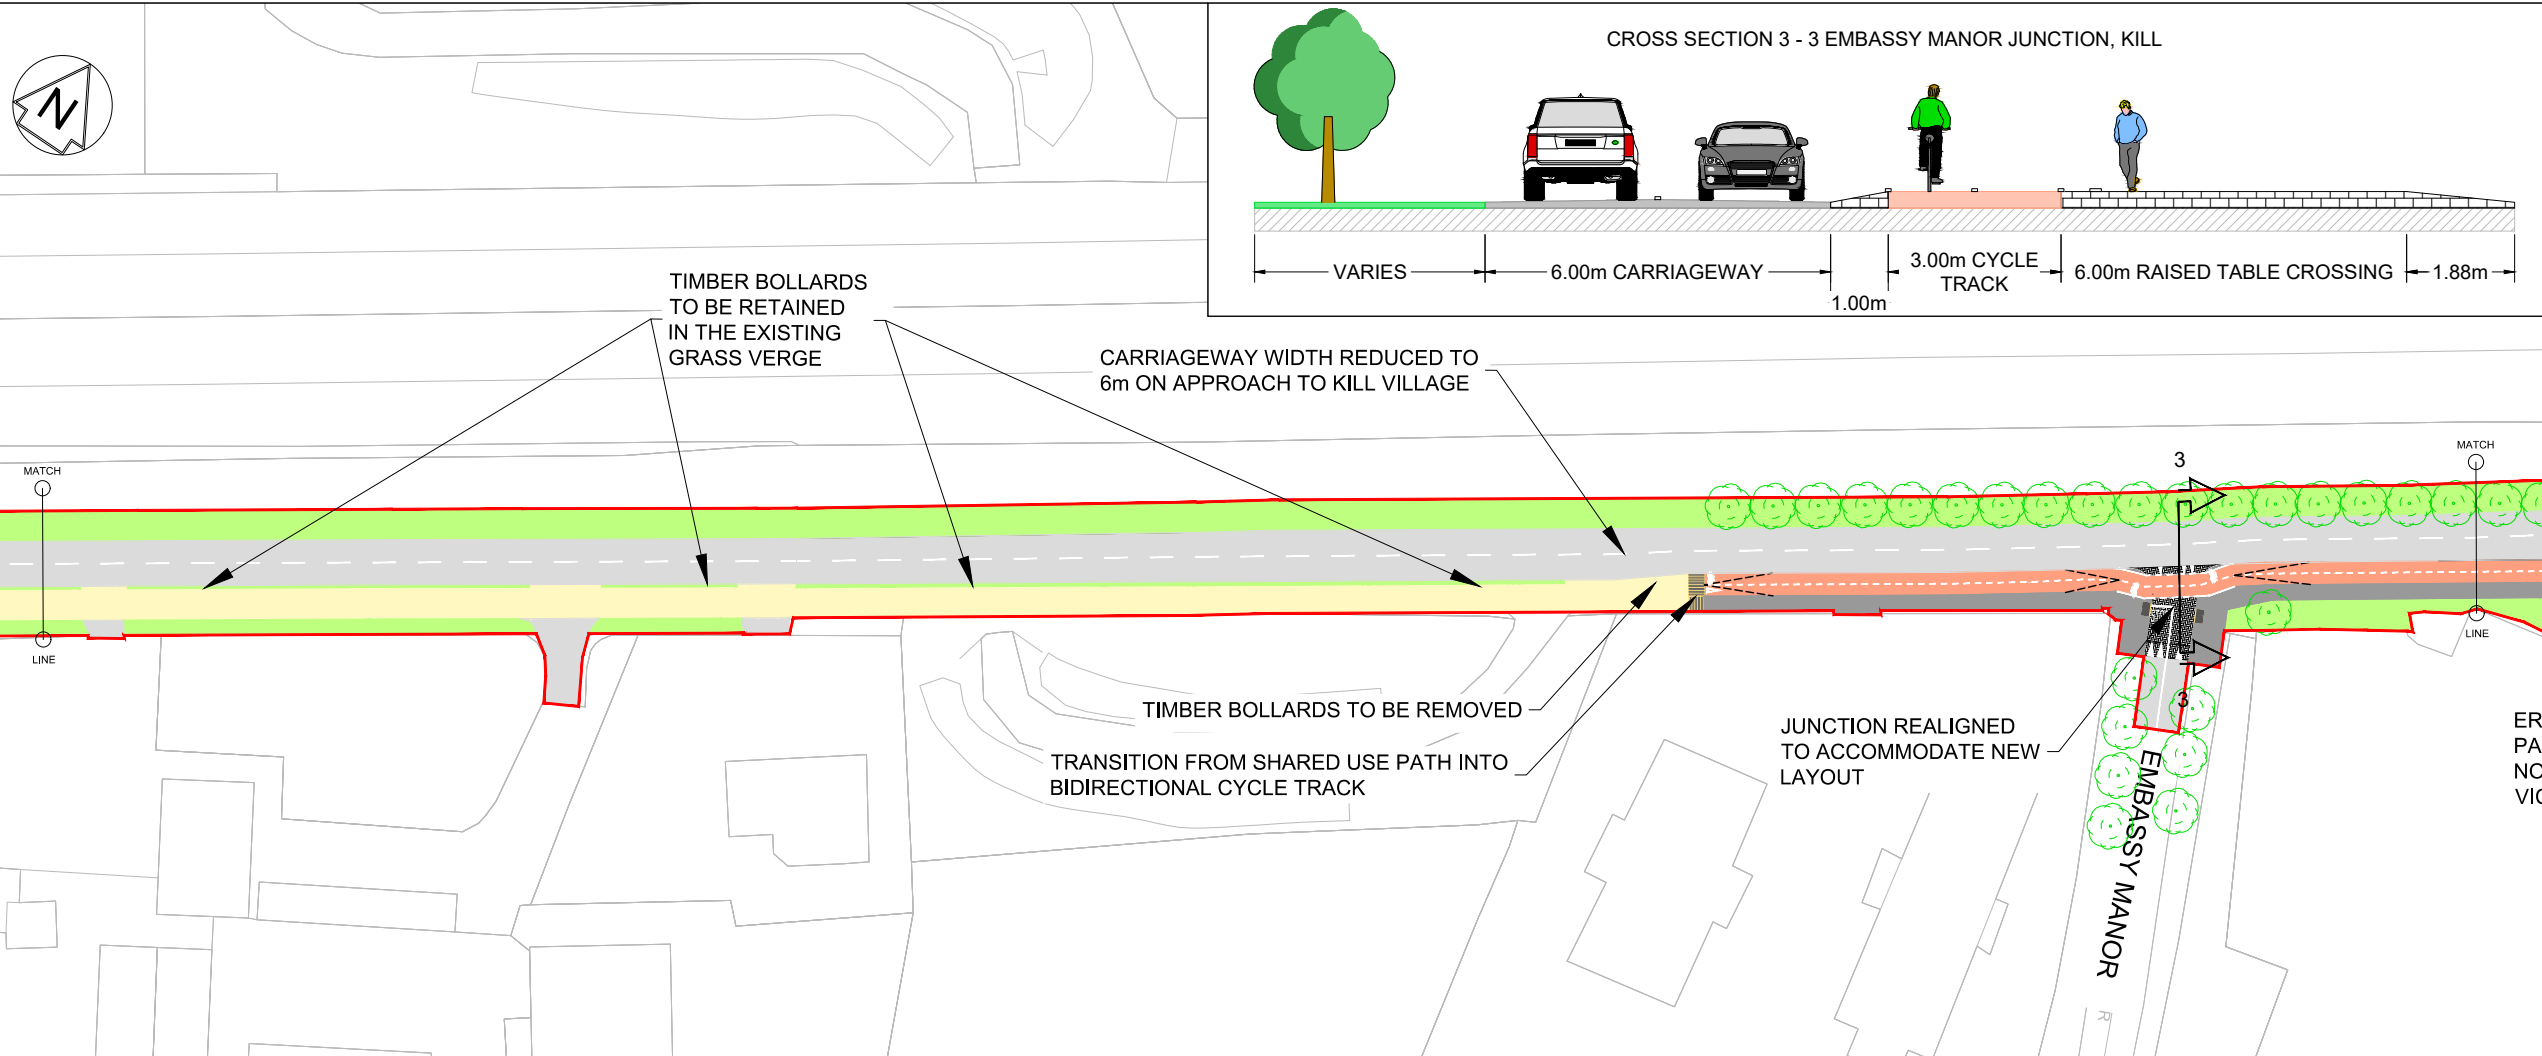 N
CROSS SECTION 3 - 3 EMBASSY MANOR JUNCTION, KILL
VARIES
6.00m CARRIAGEWAY
1.00m
3.00m CYCLE
TRACK
6.00m RAISED TABLE CROSSING
1.88m
TIMBER BOLLARDS
TO BE RETAINED
IN THE EXISTING
GRASS VERGE
CARRIAGEWAY WIDTH REDUCED TO
6m ON APPROACH TO KILL VILLAGE
MATCH
LINE
3
MATCH
LINE
TIMBER BOLLARDS TO BE REMOVED
TRANSITION FROM SHARED USE PATH INTO
BIDIRECTIONAL CYCLE TRACK
JUNCTION REALIGNED
TO ACCOMMODATE NEW
LAYOUT
3
EMBASSY MANOR
R
ER
PA
NO